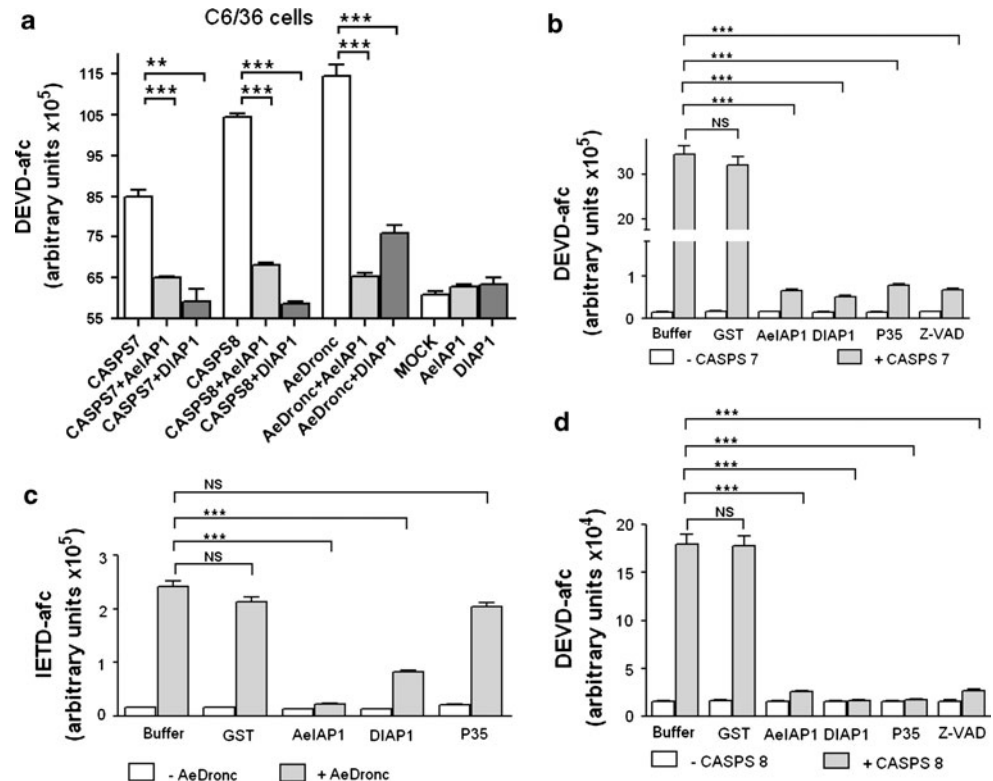 a
C6/36 cells
DEVD-afc
(arbitrary units x10⁵)
115
105
95
85
75
65
55
**
***
***
***
***
***
CASPS7
CASPS7+AeIAP1
CASPS7+DIAP1
CASPS8
CASPS8+AeIAP1
CASPS8+DIAP1
AeDronc
AeDronc+AeIAP1
AeDronc+DIAP1
MOCK
AeIAP1
DIAP1
b
DEVD-afc
(arbitrary units x10⁵)
***
***
***
***
NS
30
20
1
0
Buffer GST AeIAP1 DIAP1 P35 Z-VAD
- CASPS 7 + CASPS 7
c
IETD-afc
(arbitrary units x10⁵)
NS
***
***
NS
3
2
1
0
Buffer GST AeIAP1 DIAP1 P35
- AeDronc + AeDronc
d
DEVD-afc
(arbitrary units x10⁴)
***
***
***
***
NS
20
15
10
5
0
Buffer GST AeIAP1 DIAP1 P35 Z-VAD
- CASPS 8 + CASPS 8